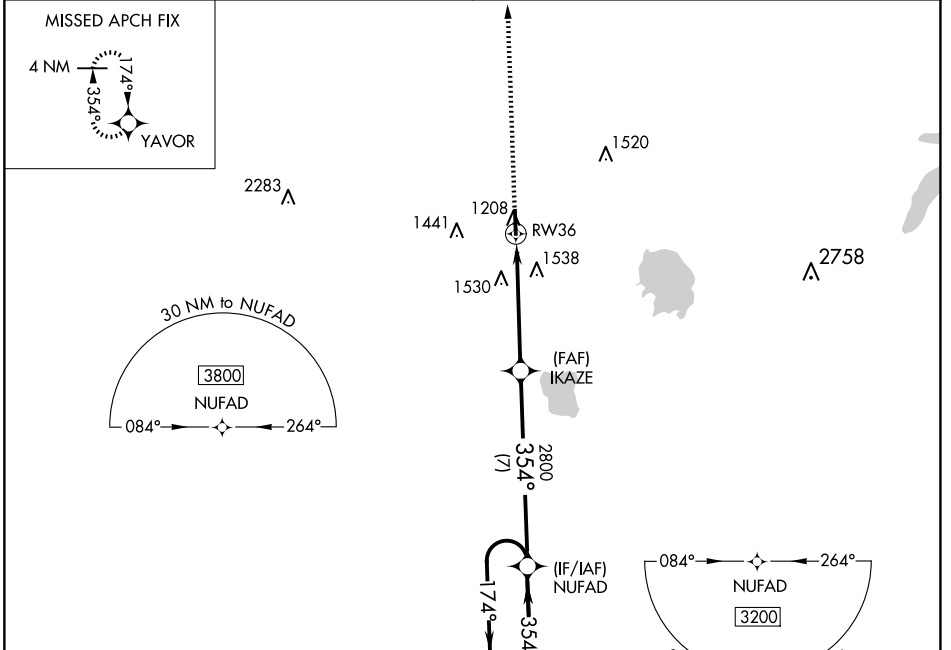 MISSED APCH FIX
4 NM
174°
354°
YAVOR
1520
2283
1208
1441
RW36
1538
1530
2758
30 NM to NUFAD
3800
NUFAD
084°
264°
(FAF)
IKAZE
2800
354°
(7)
(IF/IAF)
NUFAD
174°
354
084°
264°
NUFAD
3200